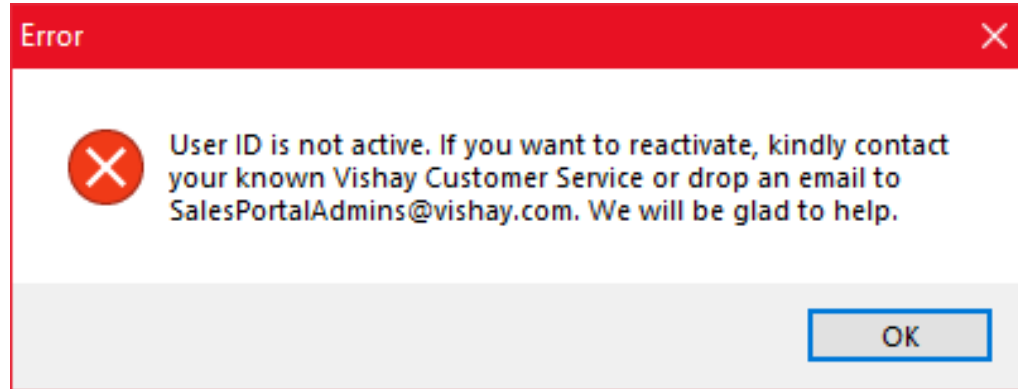 Error
User ID is not active. If you want to reactivate, kindly contact
your known Vishay Customer Service or drop an email to
SalesPortalAdmins@vishay.com. We will be glad to help.
OK